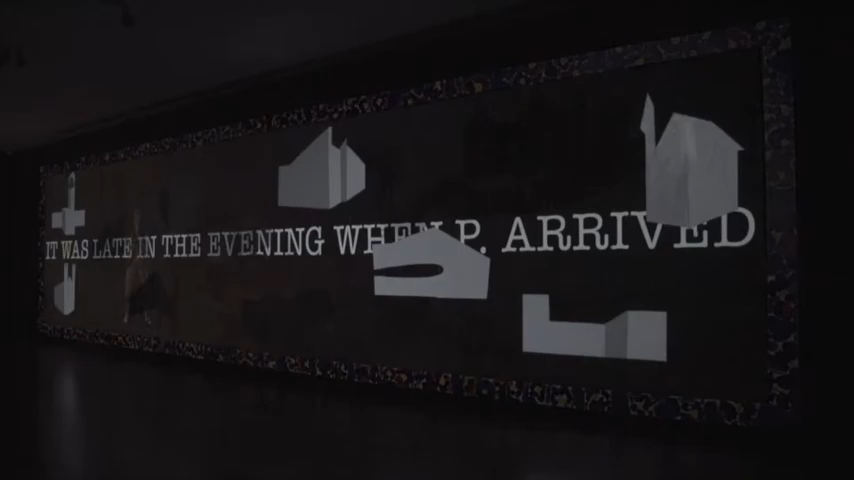 IT WAS LATE IN THE EVENING WHEN P. ARRIVED